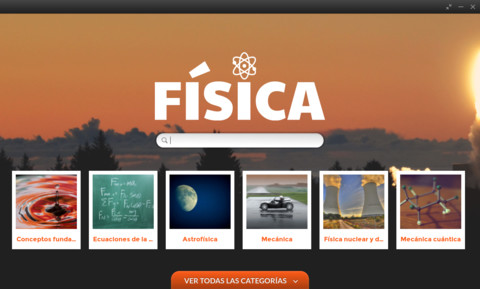 FÍSICA
Conceptos funda...
Ecuaciones de la ...
Astrofísica
Mecánica
Física nuclear y d...
Mecánica cuántica
VER TODAS LAS CATEGORÍAS